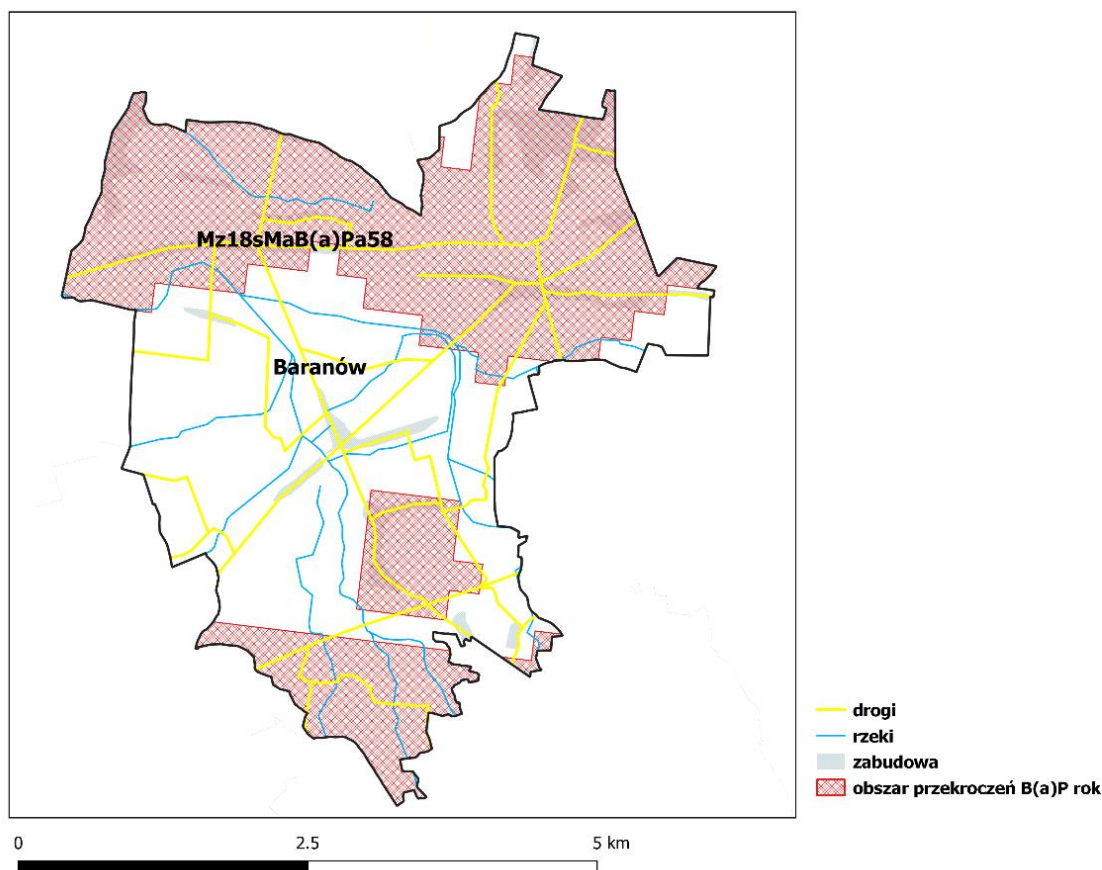 Mz18sMaB(a)Pa58
Baranów
drogi
rzeki
zabudowa
obszar przekroczeń B(a)P rok
0 2.5 5 km